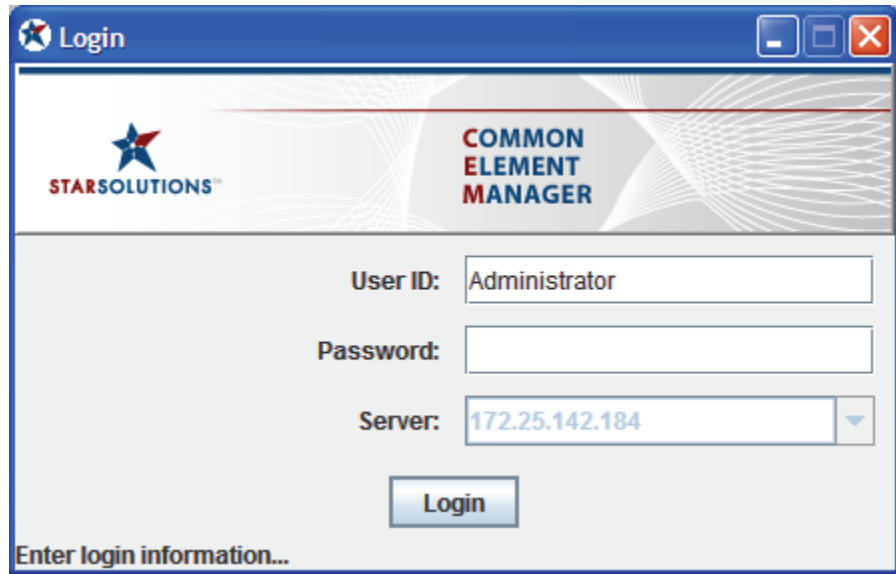 Login
COMMON
ELEMENT
MANAGER
STARSOLUTIONS™
User ID: Administrator
Password:
Server: 172.25.142.184
Login
Enter login information...